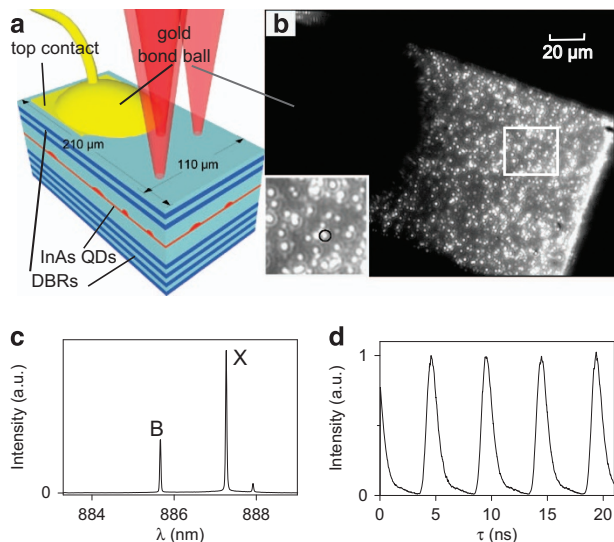 a
gold
bond ball
top contact
210 µm
110 µm
InAs QDs
DBRs
b
20 µm
c
Intensity (a.u.)
0
B
X
884
886
888
λ (nm)
d
Intensity (a.u.)
1
0
0
5
10
15
20
τ (ns)